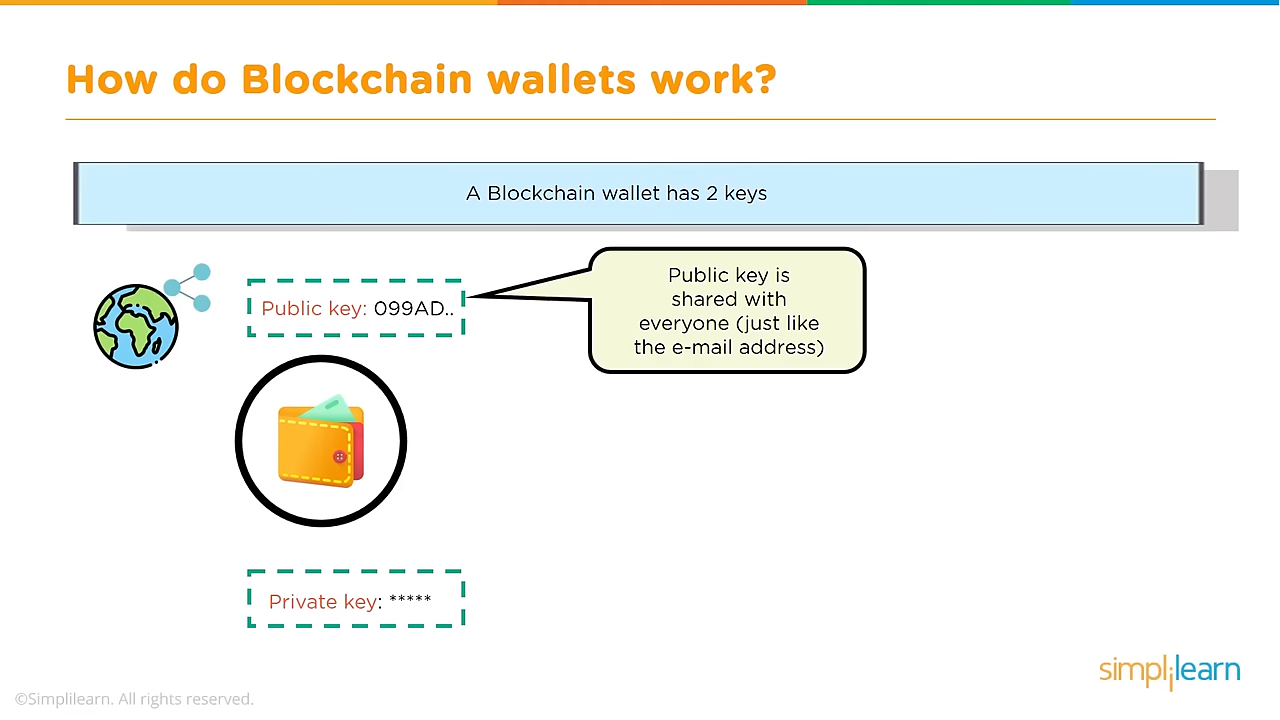 How do Blockchain wallets work?
A Blockchain wallet has 2 keys
Public key: 099AD..
Public key is
shared with
everyone (just like
the e-mail address)
Private key: *****
simplilearn
©Simplilearn. All rights reserved.